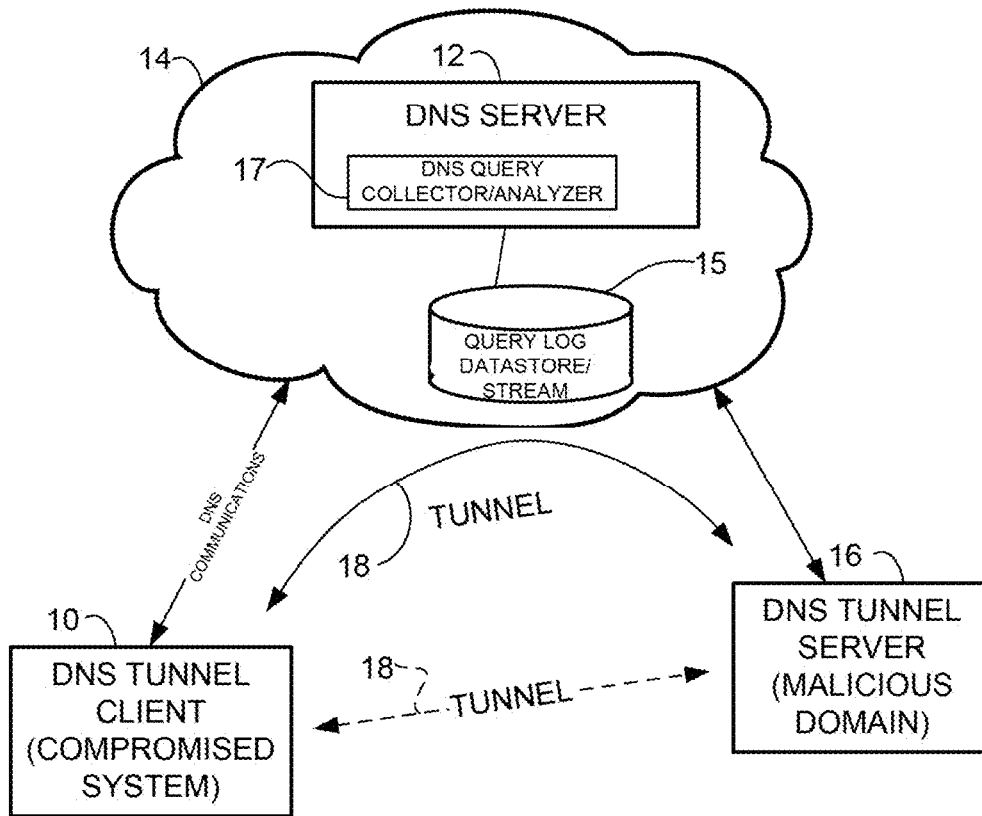 14
12
DNS SERVER
17
DNS QUERY
COLLECTOR/ANALYZER
15
QUERY LOG
DATASTORE/
STREAM
DNS
COMMUNICATIONS
TUNNEL
18
16
DNS TUNNEL
SERVER
(MALICIOUS
DOMAIN)
10
DNS TUNNEL
CLIENT
(COMPROMISED
SYSTEM)
18
TUNNEL